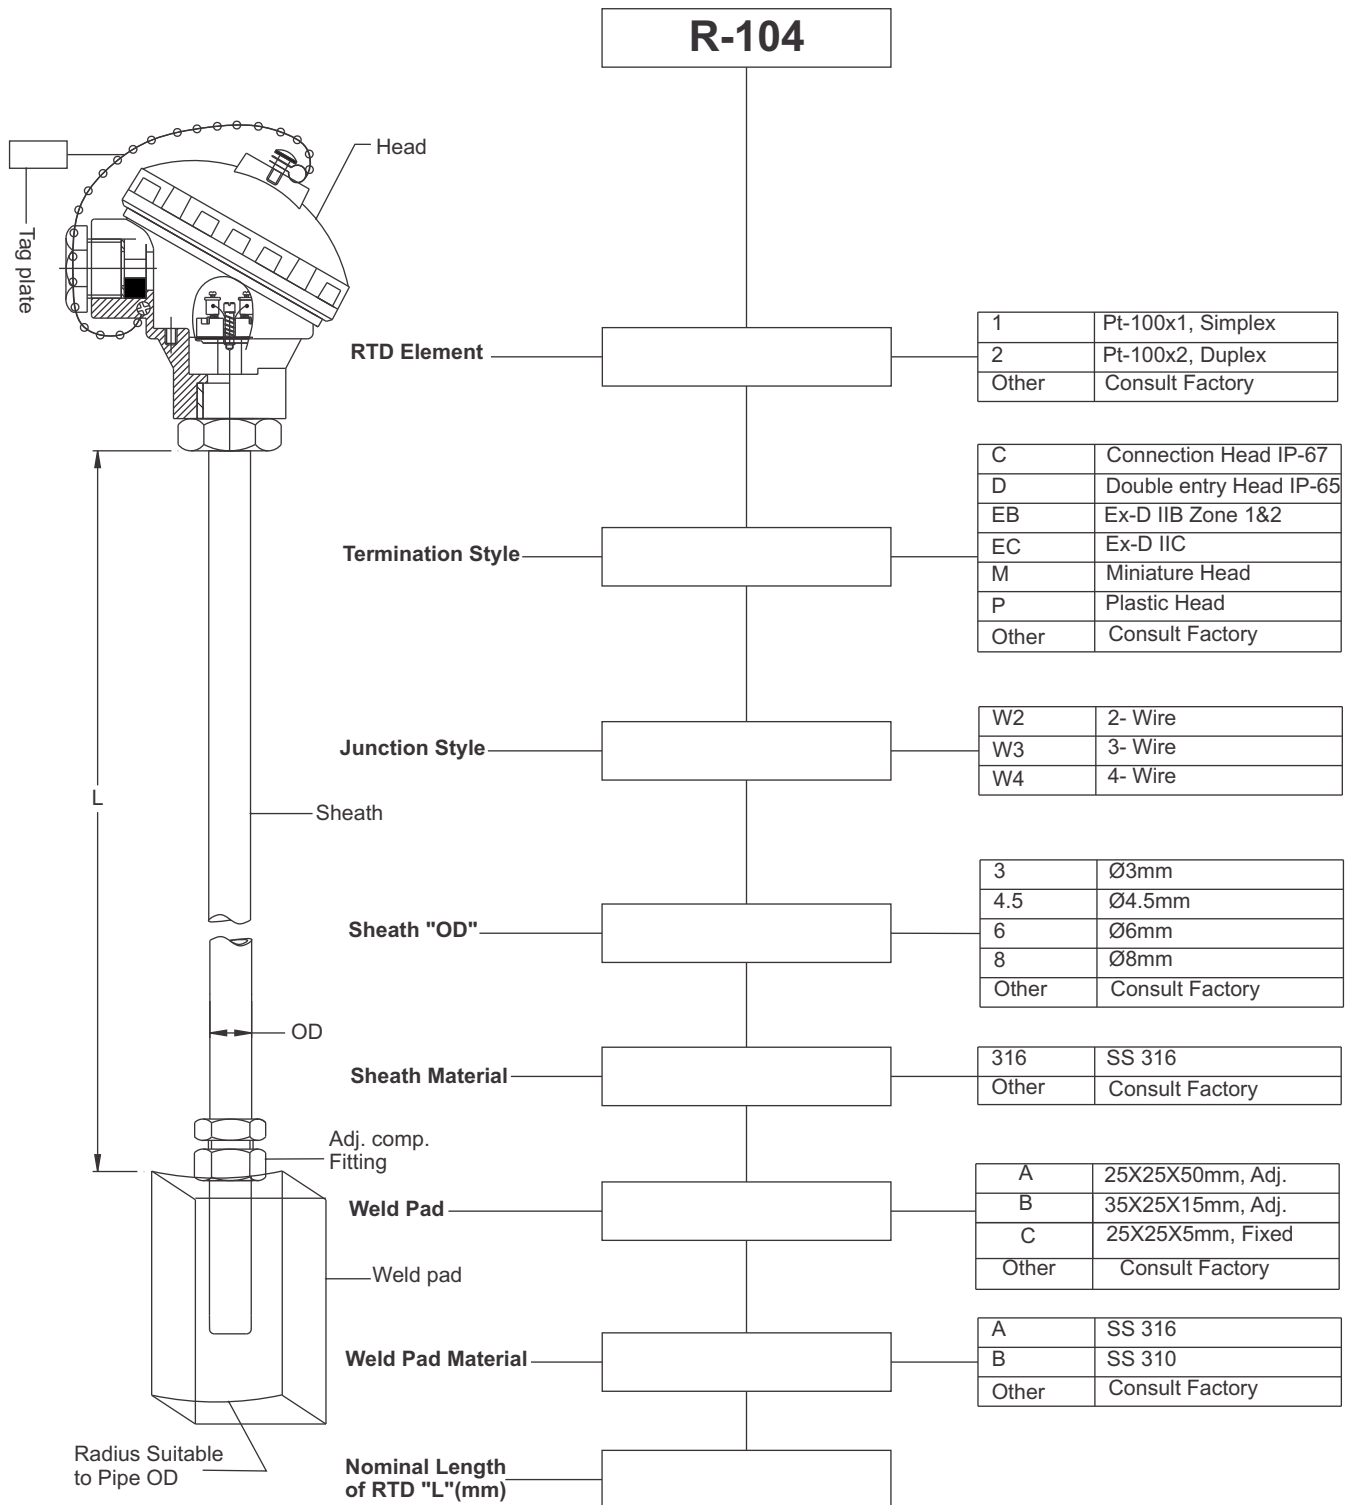 R-104
Head
Tag plate
RTD Element
1 Pt-100x1, Simplex
2 Pt-100x2, Duplex
Other Consult Factory
C Connection Head IP-67
D Double entry Head IP-65
EB Ex-D IIB Zone 1&2
EC Ex-D IIC
M Miniature Head
P Plastic Head
Other Consult Factory
Termination Style
W2 2- Wire
W3 3- Wire
W4 4- Wire
Junction Style
L
Sheath
3 Ø3mm
4.5 Ø4.5mm
6 Ø6mm
8 Ø8mm
Other Consult Factory
Sheath "OD"
OD
316 SS 316
Other Consult Factory
Sheath Material
Adj. comp.
Fitting
A 25X25X50mm, Adj.
B 35X25X15mm, Adj.
C 25X25X5mm, Fixed
Other Consult Factory
Weld Pad
Weld pad
A SS 316
B SS 310
Other Consult Factory
Weld Pad Material
Radius Suitable
to Pipe OD
Nominal Length
of RTD "L"(mm)